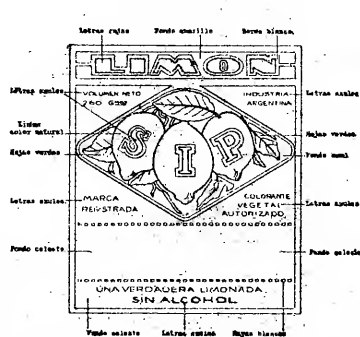 Letras rojas Fondo amarillo Borde blanco
LIMON
Letras azules VOLUMEN NETO INDUSTRIA Letras azules
260 GSM ARGENTINA
Limon color natural Hojas verdes
S I P
Hojas verdes Fondo
Letras azules MARCA COLORANTE Letras azules
REGISTRADA VEGETAL
AUTORIZADO
Fondo celeste Fondo celeste
UNA VERDADERA LIMONADA
SIN ALCOHOL
Fondo celeste Letras Rayas blancas